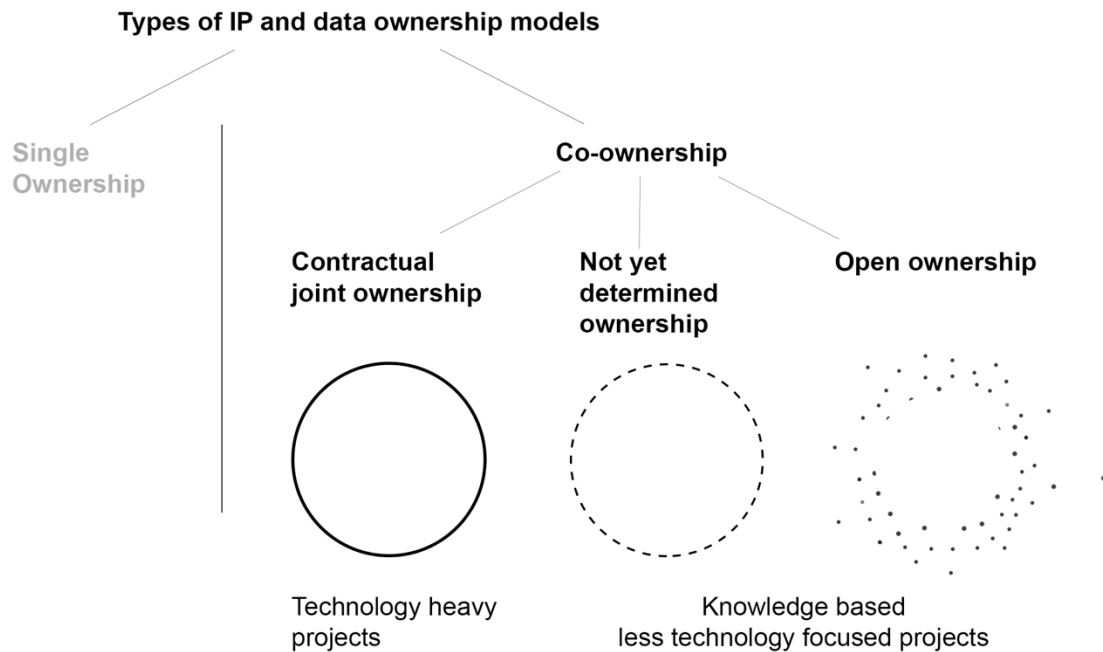 Types of IP and data ownership models
Single
Ownership
Co-ownership
Contractual
joint ownership
Not yet
determined
ownership
Open ownership
Technology heavy
projects
Knowledge based
less technology focused projects